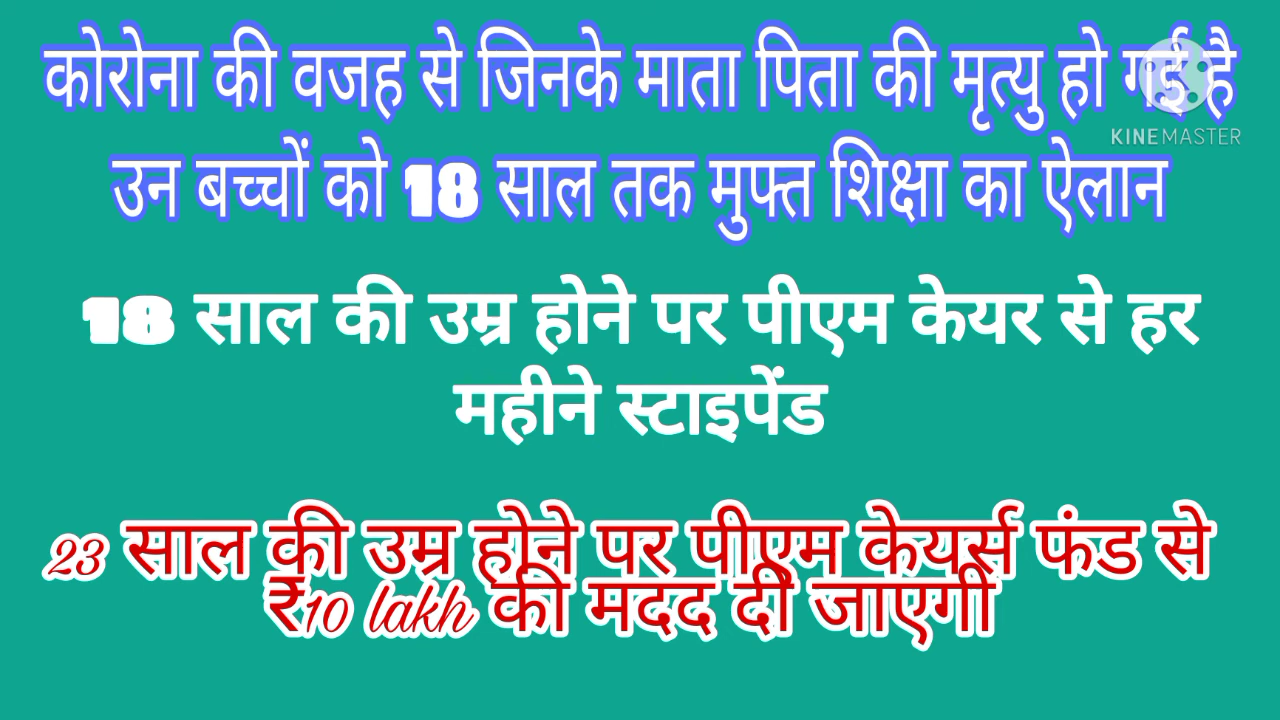 कोरोना की वजह से जिनके माता पिता की मृत्यु हो गई है
उन बच्चों को 18 साल तक मुफ्त शिक्षा का ऐलान
18 साल की उम्र होने पर पीएम केयर से हर
महीने स्टाइपेंड
23 साल की उम्र होने पर पीएम केयर्स फंड से
₹10 lakh की मदद दी जाएगी
KINEMASTER